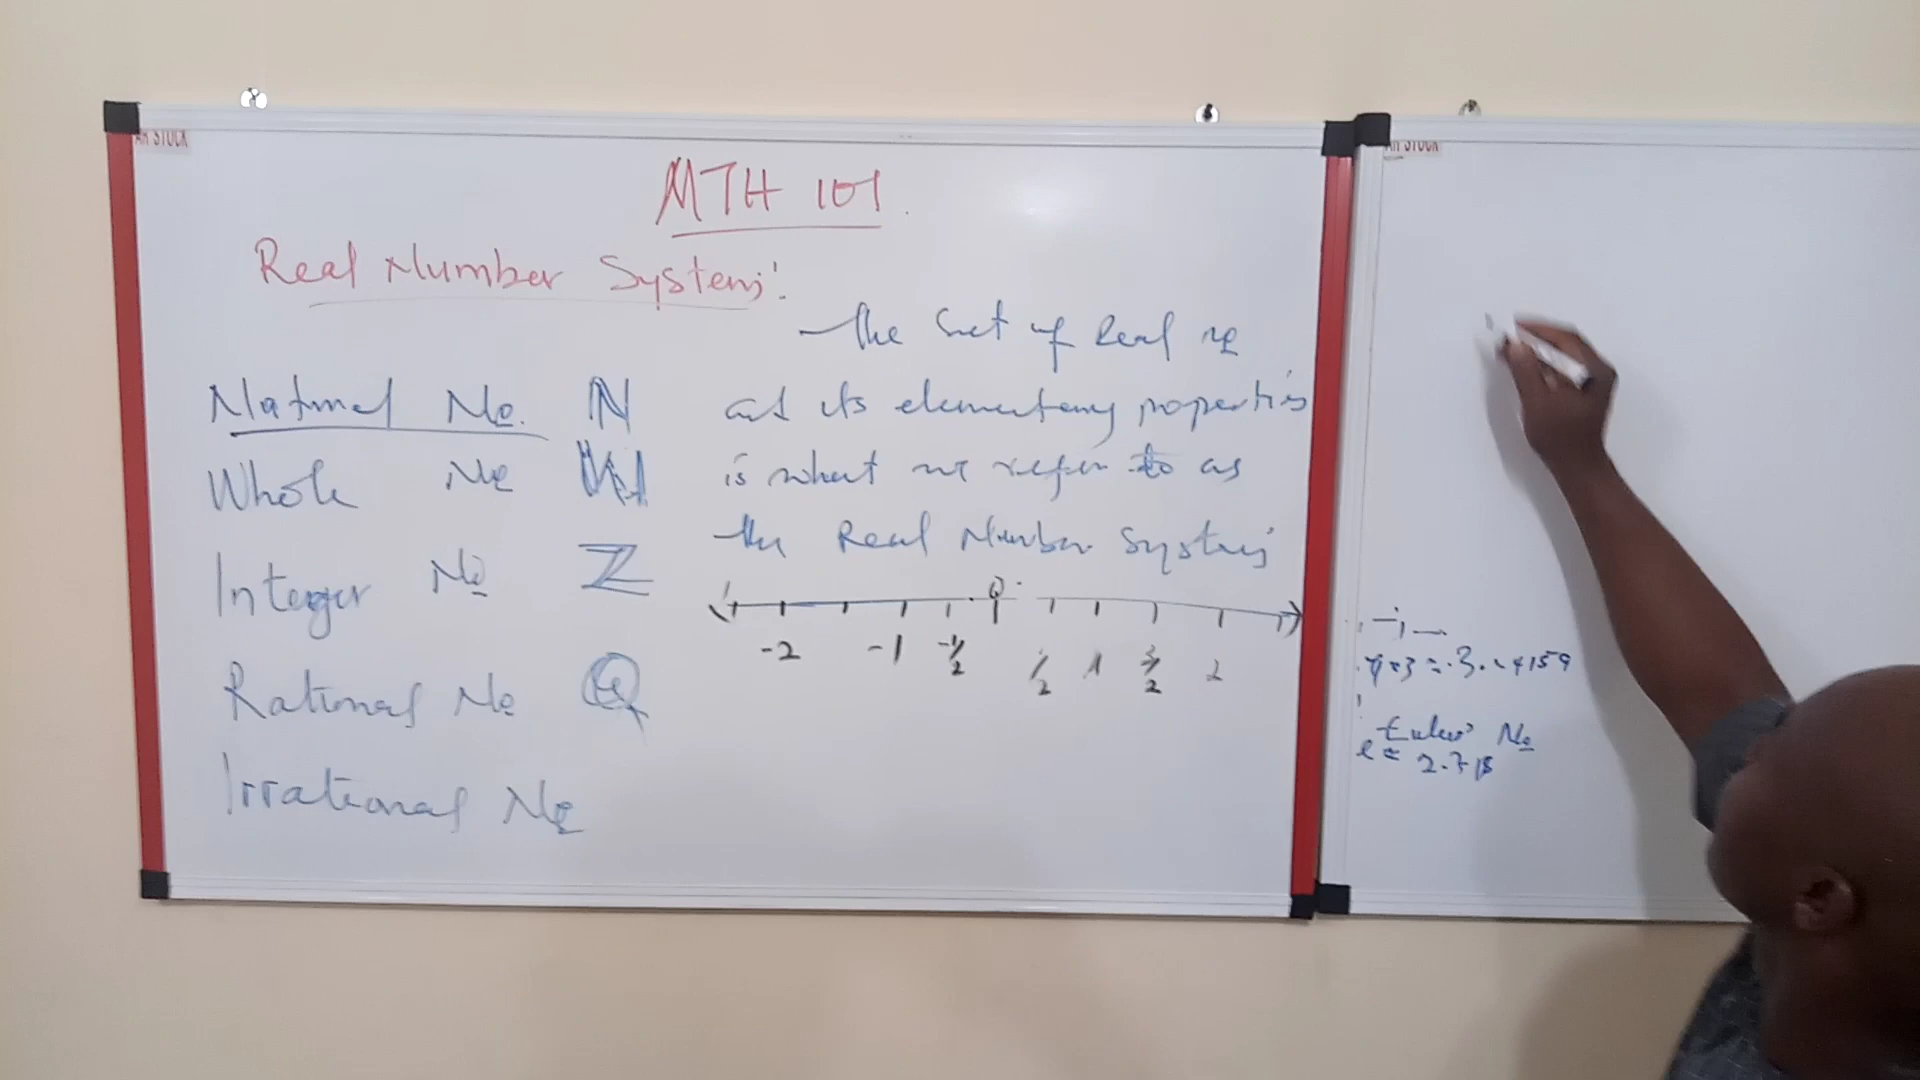 MTH 101.
Real Number System:
Natural No. N
Whole No W
Integer No Z
Rational No Q
Irrational No
- The Set of Real No
and its elementary properties
is what we refer to as
the Real Number System
0
-2 -1 -1/2 1/2 1 3/2 2
3.14159
Euler's No
e = 2.718